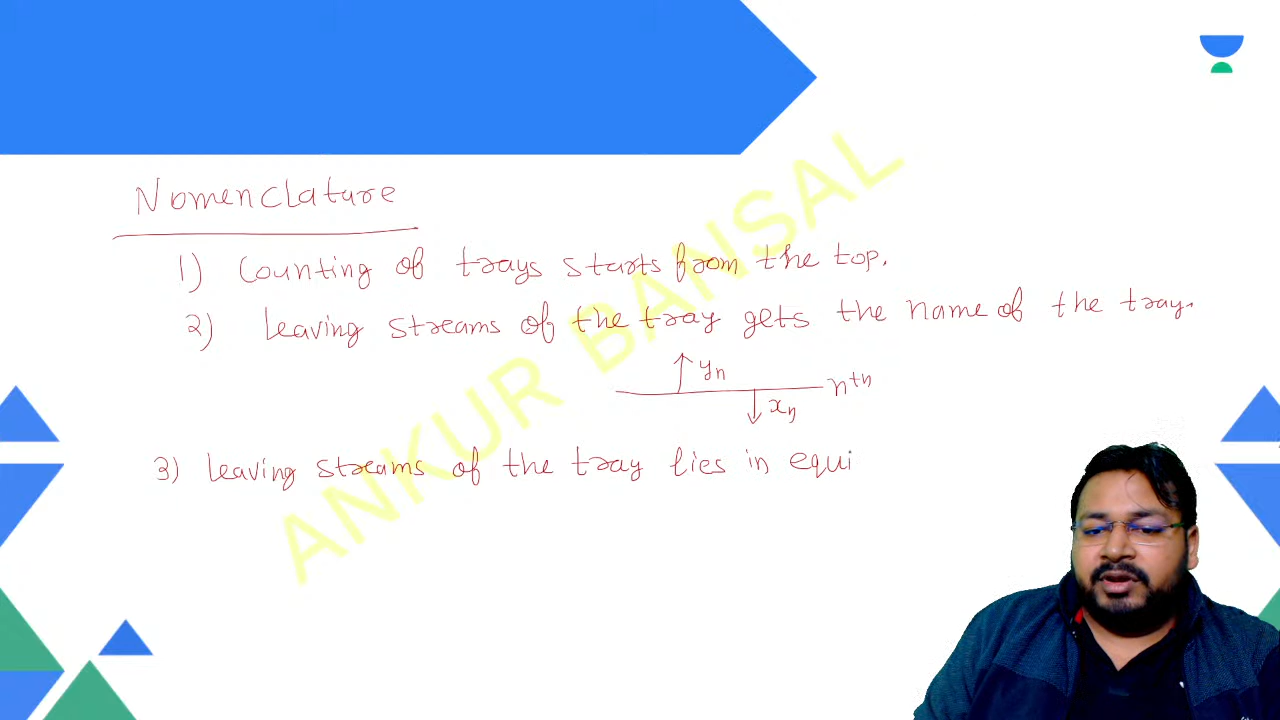 Nomenclature
1) Counting of trays starts from the top.
2) Leaving streams of the tray gets the name of the tray.
yn
nth
xn
3) Leaving streams of the tray lies in equi
ANKUR BANSAL